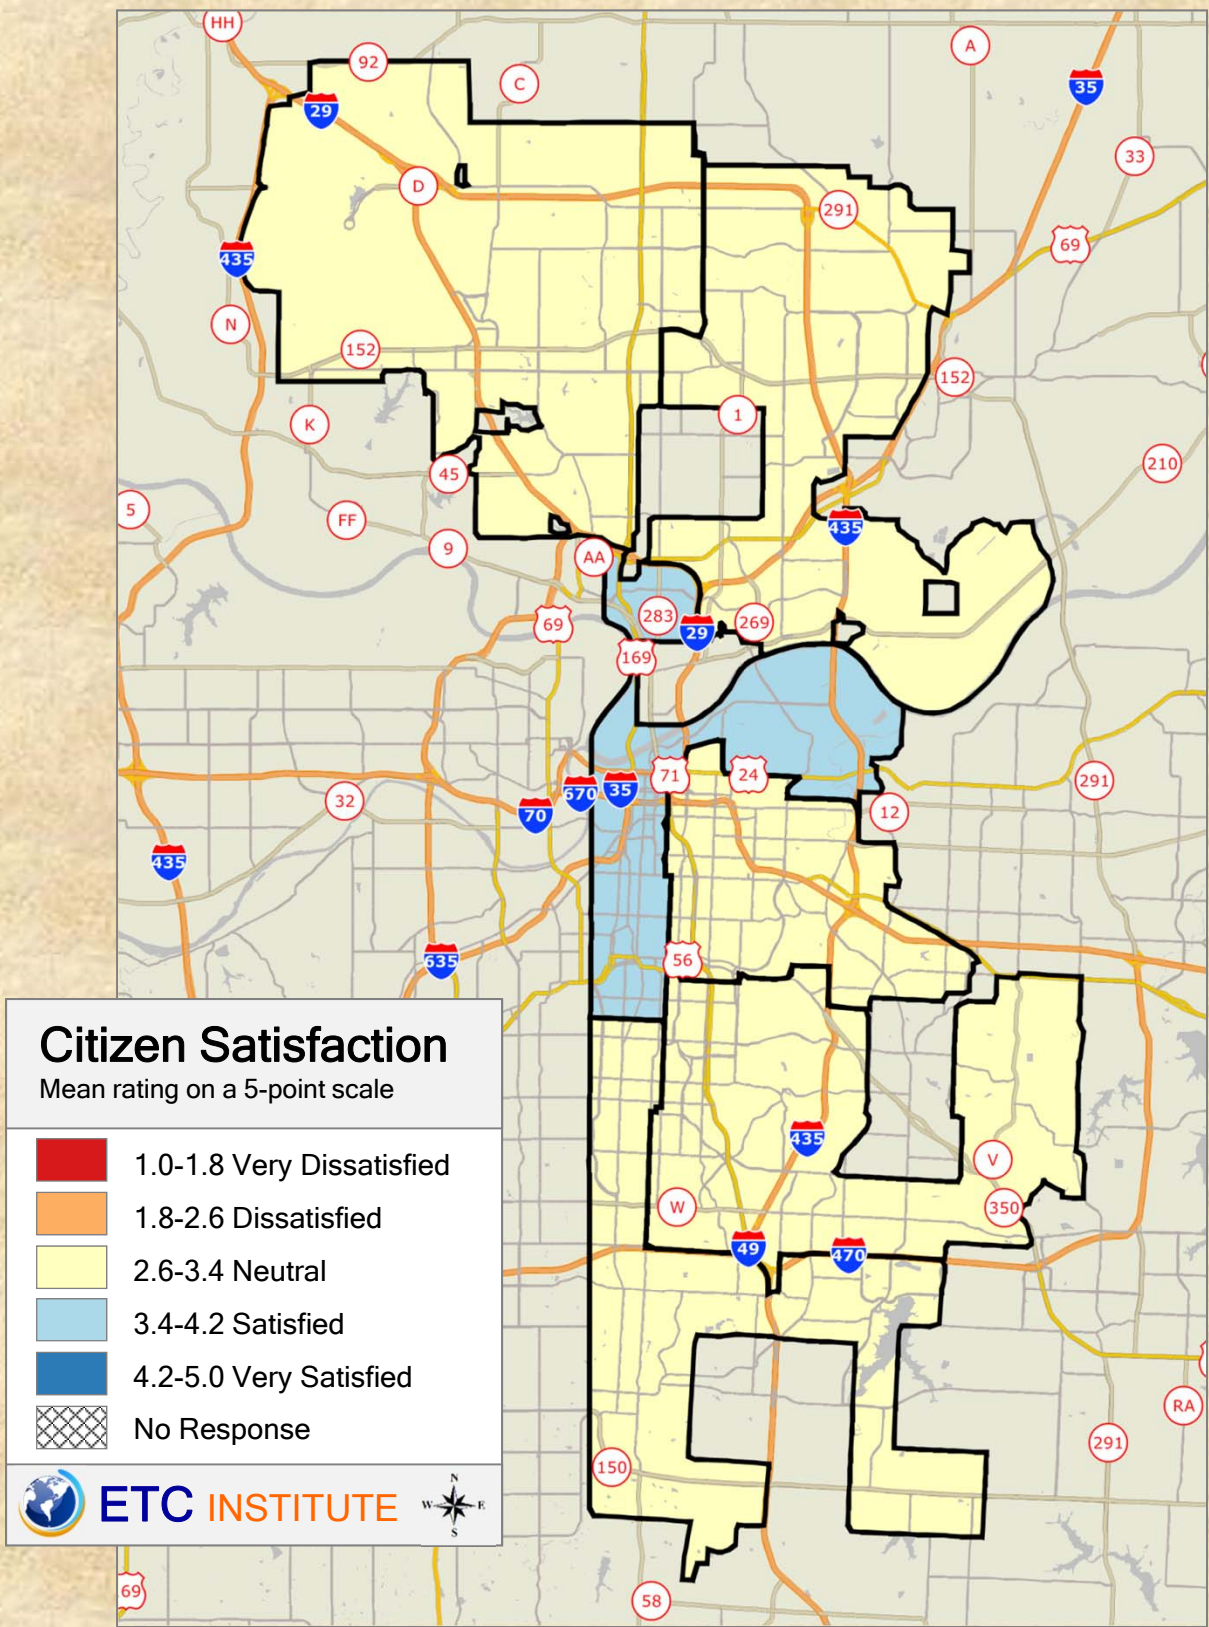 HH
92
C
A
29
35
33
D
291
69
435
N
152
152
K
1
45
210
5
FF
435
9
AA
283
69
29
269
169
71
24
291
670
35
32
70
12
435
56
635
Citizen Satisfaction
Mean rating on a 5-point scale
1.0-1.8 Very Dissatisfied
1.8-2.6 Dissatisfied
2.6-3.4 Neutral
3.4-4.2 Satisfied
4.2-5.0 Very Satisfied
No Response
ETC INSTITUTE
N
W E
S
435
V
W
350
49
470
RA
291
150
69
58